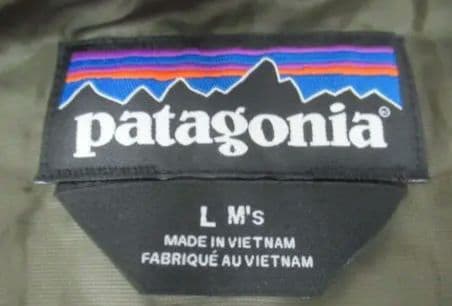 patagonia®
L M's
MADE IN VIETNAM
FABRIQUÉ AU VIETNAM